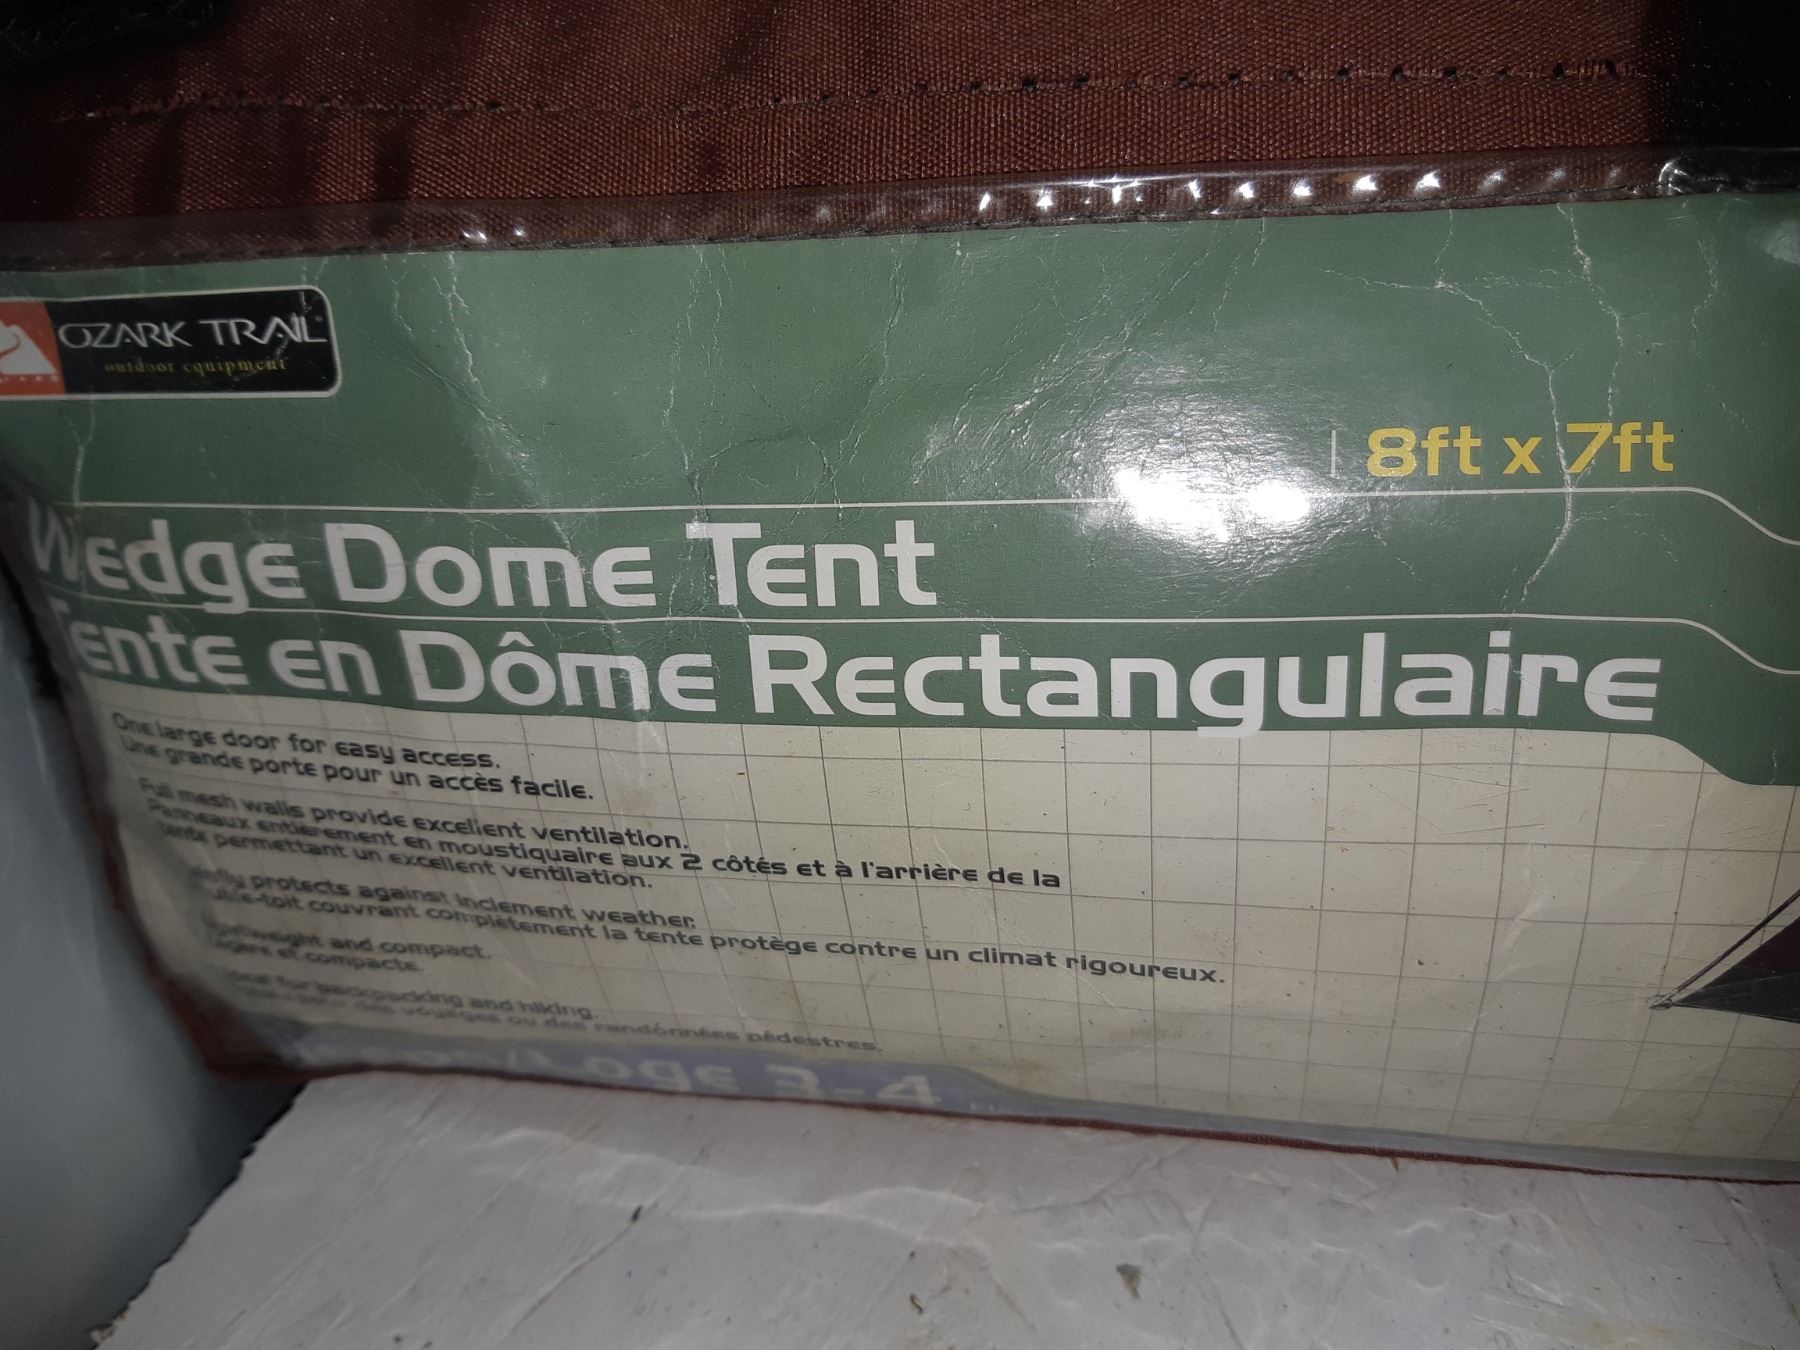 OZARK TRAIL
outdoor equipment
8ft x 7ft
Wedge Dome Tent
Tente en Dôme Rectangulaire
One large door for easy access.
Une grande porte pour un accès facile.
Full mesh walls provide excellent ventilation.
Panneaux entièrement en moustiquaire aux 2 côtés et à l'arrière de la
tente permettant un excellent ventilation.
protects against inclement weather.
couvrant complètement la tente protège contre un climat rigoureux.
Lightweight and compact.
Légère et compacte.
Ideal for backpacking and hiking.
pour des voyages ou des randonnées pédestres.
/Loge 3-4